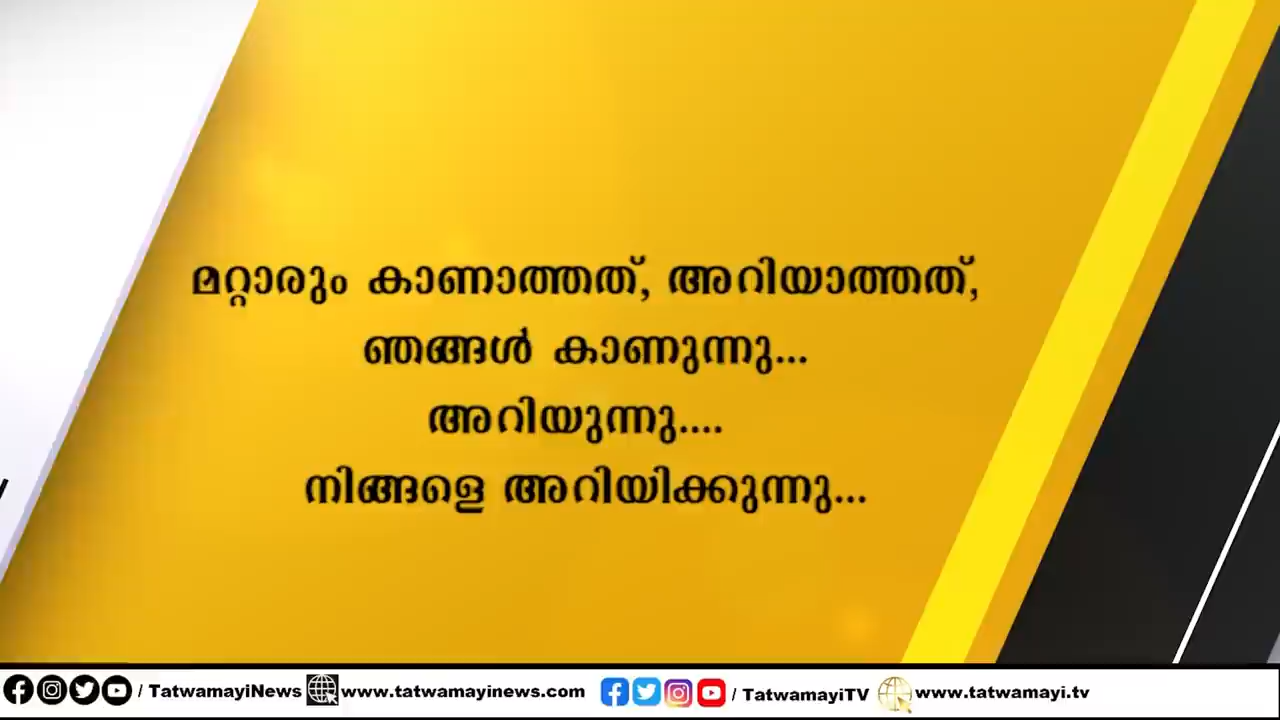 മറ്റാരും കാണാത്തത്, അറിയാത്തത്,
ഞങ്ങൾ കാണുന്നു...
അറിയുന്നു....
നിങ്ങളെ അറിയിക്കുന്നു...
/ TatwamayiNews www.tatwamayinews.com / TatwamayiTV www.tatwamayi.tv